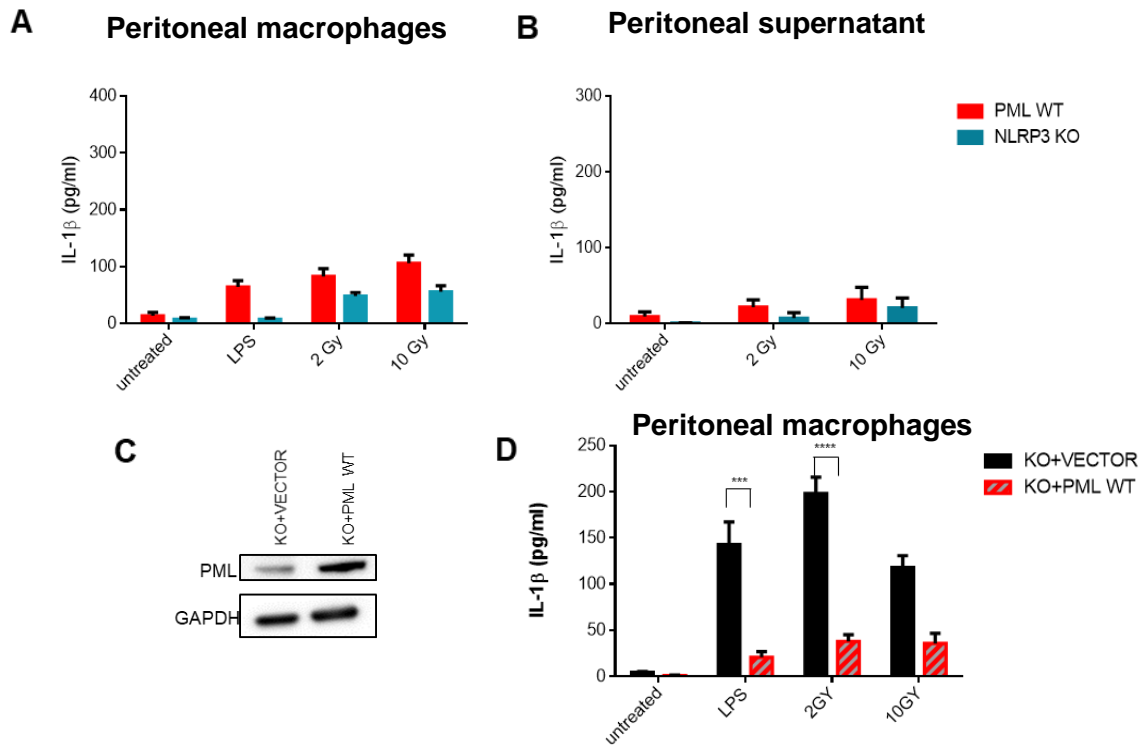 A
Peritoneal macrophages
IL-1β (pg/ml)
400
300
200
100
0
untreated
LPS
2 Gy
10 Gy
B
Peritoneal supernatant
IL-1β (pg/ml)
300
200
100
0
untreated
2 Gy
10 Gy
PML WT
NLRP3 KO
C
KO+VECTOR
KO+PML WT
PML
GAPDH
D
Peritoneal macrophages
IL-1β (pg/ml)
250
200
150
100
50
0
***
****
untreated
LPS
2GY
10GY
KO+VECTOR
KO+PML WT